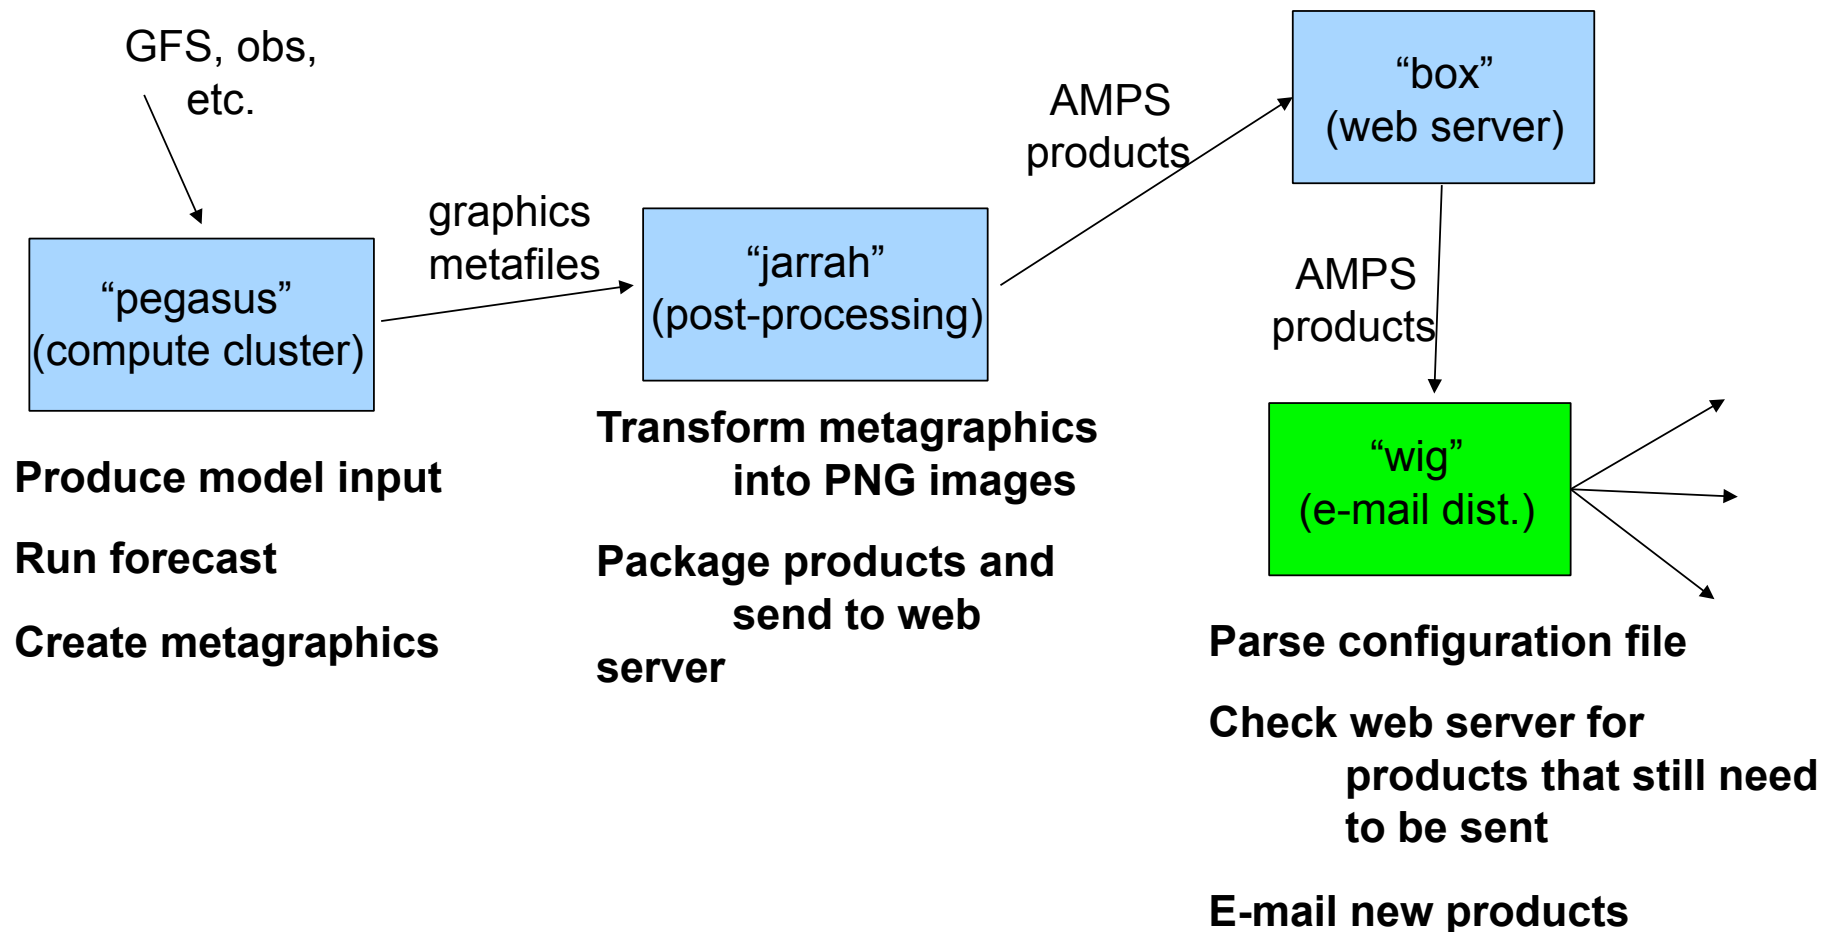 GFS, obs,
etc.
“pegasus”
(compute cluster)
graphics
metafiles
“jarrah”
(post-processing)
AMPS
products
“box”
(web server)
AMPS
products
“wig”
(e-mail dist.)
Produce model input
Run forecast
Create metagraphics
Transform metagraphics
into PNG images
Package products and
send to web
server
Parse configuration file
Check web server for
products that still need
to be sent
E-mail new products